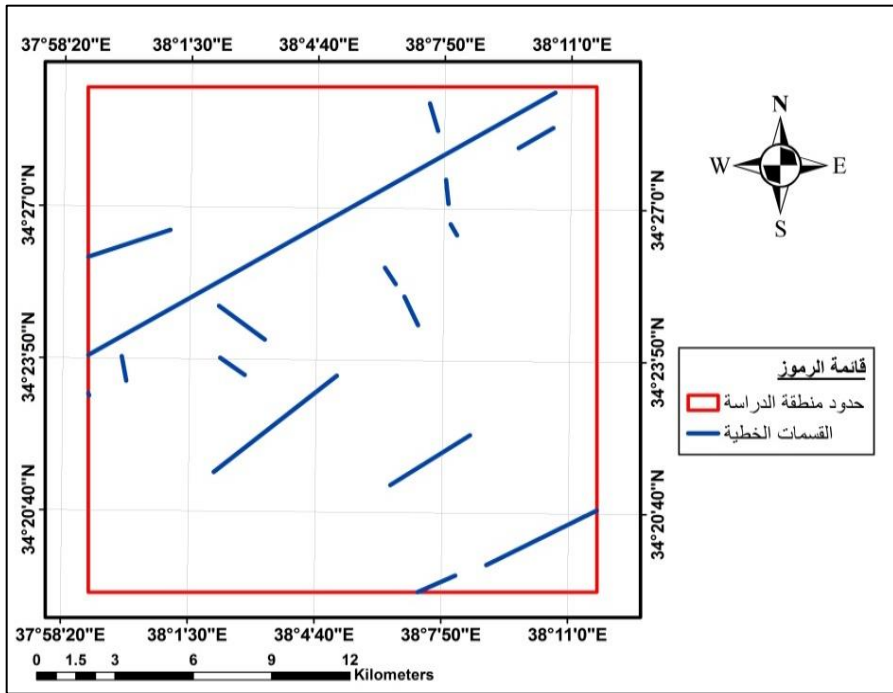 37°58'20"E 38°1'30"E 38°4'40"E 38°7'50"E 38°11'0"E
N
W E
S
34°27'0"N 34°27'0"N
34°23'50"N 34°23'50"N
34°20'40"N 34°20'40"N
قائمة الرموز
حدود منطقة الدراسة
القسمات الخطية
37°58'20"E 38°1'30"E 38°4'40"E 38°7'50"E 38°11'0"E
0 1.5 3 6 9 12
Kilometers